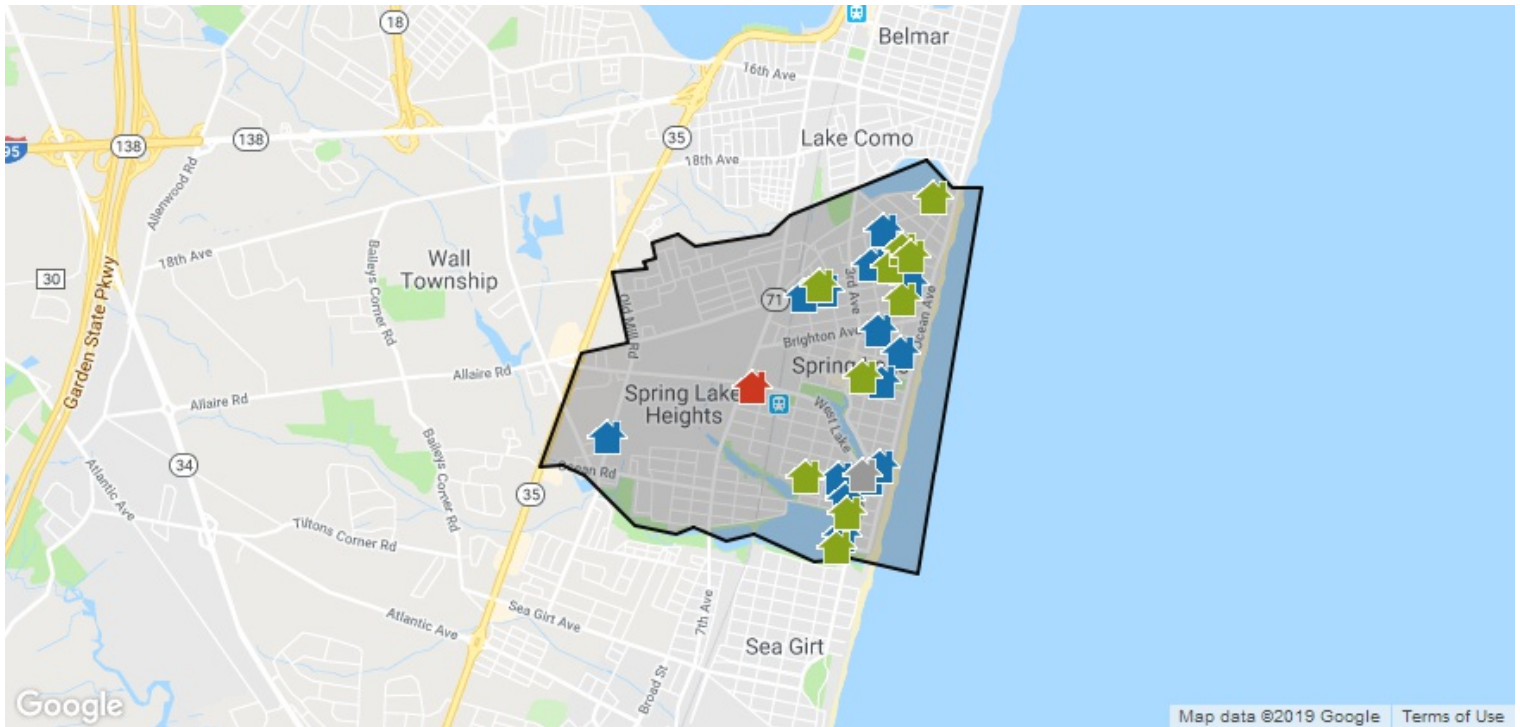 18
Belmar
16th Ave
138
138
35
95
Lake Como
18th Ave
Allenwood Rd
18th Ave
Wall
Township
30
Garden State Pkwy
Baileys Corner Rd
Old Mill Rd
71
3rd Ave
Ocean Ave
Brighton Ave
Allaire Rd
Allaire Rd
Spring Lake
Heights
West Lake
Baileys Corner Rd
34
Ocean Rd
35
Atlantic Ave
Tiltons Corner Rd
Sea Girt Ave
7th Ave
Atlantic Ave
Sea Girt
Broad St
Google
Map data ©2019 Google
Terms of Use